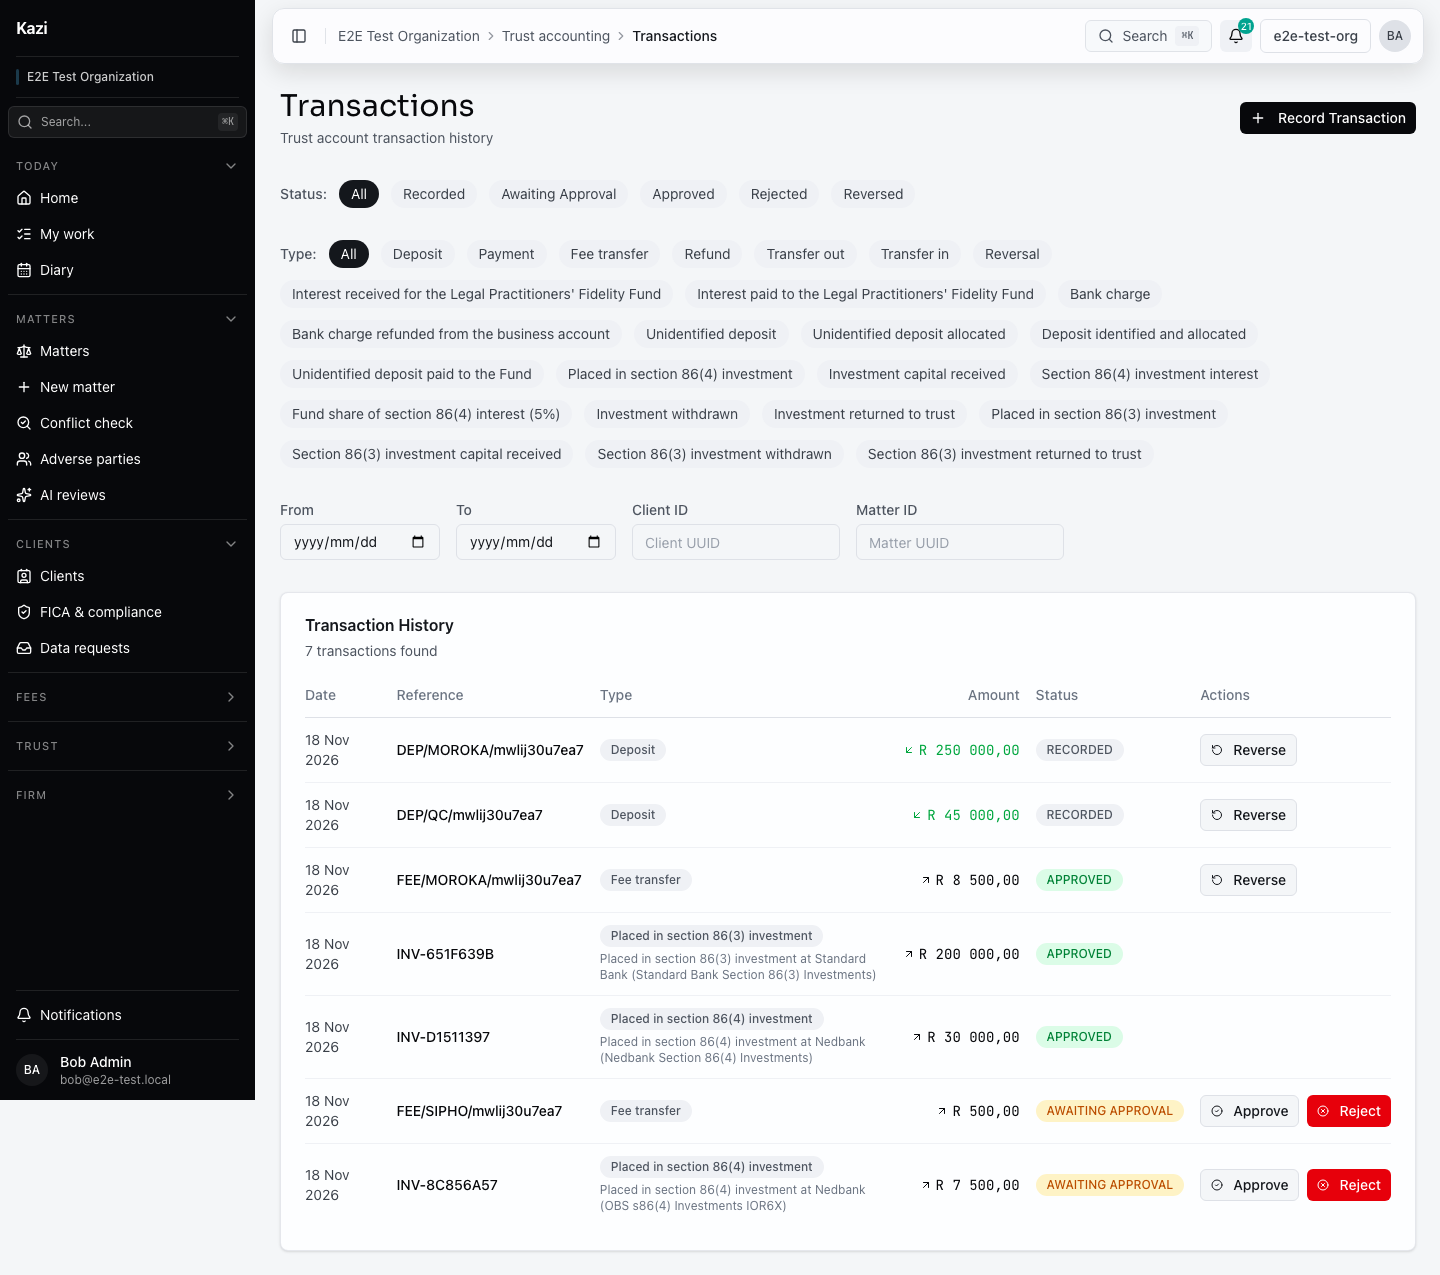 Kazi
E2E Test Organization
Search... ⌘K
TODAY
Home
My work
Diary
MATTERS
Matters
New matter
Conflict check
Adverse parties
AI reviews
CLIENTS
Clients
FICA & compliance
Data requests
FEES
TRUST
FIRM
Notifications
BA
Bob Admin
bob@e2e-test.local
E2E Test Organization > Trust accounting > Transactions
Search ⌘K
21
e2e-test-org
BA
Transactions
Trust account transaction history
Record Transaction
Status: All Recorded Awaiting Approval Approved Rejected Reversed
Type: All Deposit Payment Fee transfer Refund Transfer out Transfer in Reversal
Interest received for the Legal Practitioners' Fidelity Fund Interest paid to the Legal Practitioners' Fidelity Fund Bank charge
Bank charge refunded from the business account Unidentified deposit Unidentified deposit allocated Deposit identified and allocated
Unidentified deposit paid to the Fund Placed in section 86(4) investment Investment capital received Section 86(4) investment interest
Fund share of section 86(4) interest (5%) Investment withdrawn Investment returned to trust Placed in section 86(3) investment
Section 86(3) investment capital received Section 86(3) investment withdrawn Section 86(3) investment returned to trust
From To Client ID Matter ID
yyyy/mm/dd yyyy/mm/dd Client UUID Matter UUID
Transaction History
7 transactions found
Date Reference Type Amount Status Actions
18 Nov
2026
DEP/MOROKA/mwlij30u7ea7 Deposit R 250 000,00 RECORDED Reverse
18 Nov
2026
DEP/QC/mwlij30u7ea7 Deposit R 45 000,00 RECORDED Reverse
18 Nov
2026
FEE/MOROKA/mwlij30u7ea7 Fee transfer R 8 500,00 APPROVED Reverse
18 Nov
2026
INV-651F639B
Placed in section 86(3) investment
Placed in section 86(3) investment at Standard
Bank (Standard Bank Section 86(3) Investments)
R 200 000,00 APPROVED
18 Nov
2026
INV-D1511397
Placed in section 86(4) investment
Placed in section 86(4) investment at Nedbank
(Nedbank Section 86(4) Investments)
R 30 000,00 APPROVED
18 Nov
2026
FEE/SIPHO/mwlij30u7ea7 Fee transfer R 500,00 AWAITING APPROVAL Approve Reject
18 Nov
2026
INV-8C856A57
Placed in section 86(4) investment
Placed in section 86(4) investment at Nedbank
(OBS s86(4) Investments IOR6X)
R 7 500,00 AWAITING APPROVAL Approve Reject